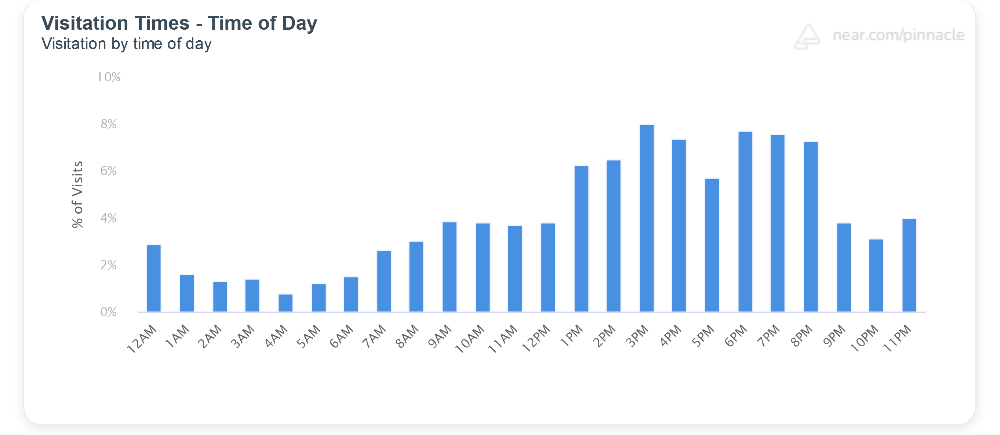 Visitation Times - Time of Day
Visitation by time of day
near.com/pinnacle
10%
8%
6%
4%
2%
0%
% of Visits
12AM
1AM
2AM
3AM
4AM
5AM
6AM
7AM
8AM
9AM
10AM
11AM
12PM
1PM
2PM
3PM
4PM
5PM
6PM
7PM
8PM
9PM
10PM
11PM